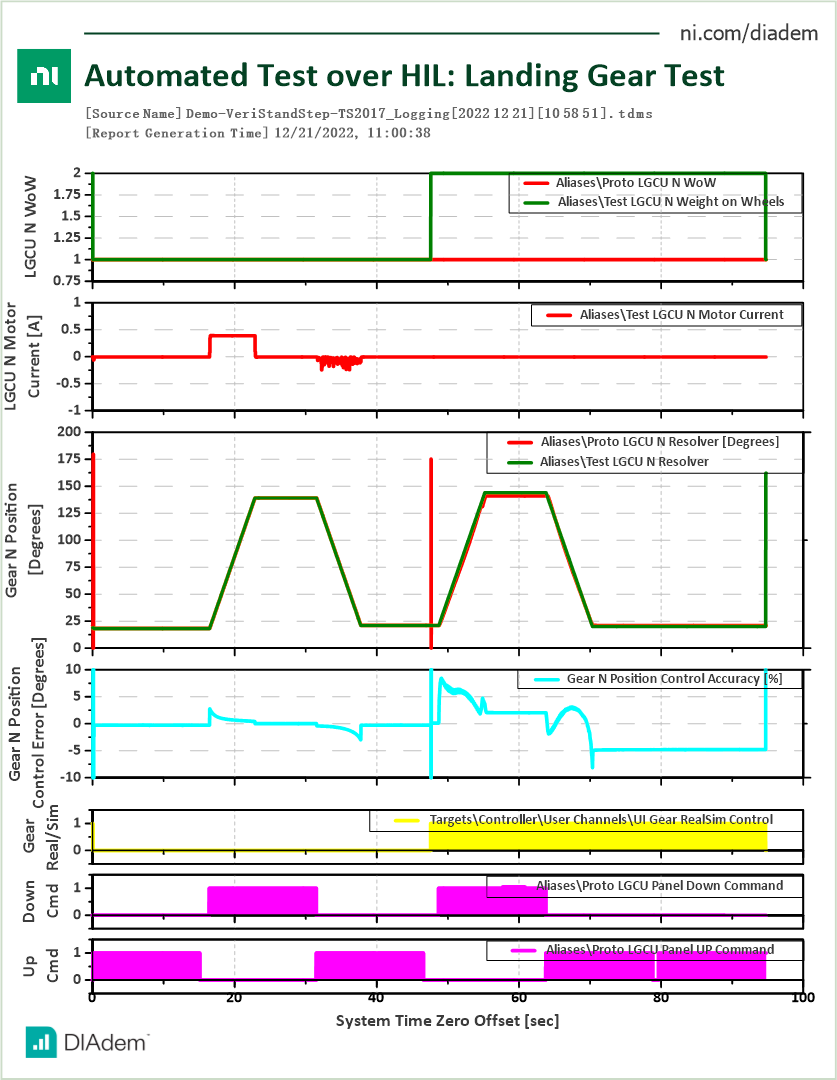 ni.com/diadem
ni
Automated Test over HIL: Landing Gear Test
[Source Name] Demo-VeriStandStep-TS2017_Logging[2022 12 21][10 58 51].tdms
[Report Generation Time] 12/21/2022, 11:00:38
LGCU N WoW
2
1.75
1.5
1.25
1
0.75
Aliases\Proto LGCU N WoW
Aliases\Test LGCU N Weight on Wheels
LGCU N Motor
Current [A]
1
0.5
0
-0.5
-1
Aliases\Test LGCU N Motor Current
Gear N Position
[Degrees]
200
175
150
125
100
75
50
25
0
Aliases\Proto LGCU N Resolver [Degrees]
Aliases\Test LGCU N Resolver
Gear N Position
Control Error [Degrees]
10
5
0
-5
-10
Gear N Position Control Accuracy [%]
Gear
Real/Sim
1
0
Targets\Controller\User Channels\UI Gear RealSim Control
Down
Cmd
1
0
Aliases\Proto LGCU Panel Down Command
Up
Cmd
1
0
Aliases\Proto LGCU Panel UP Command
0 20 40 60 80 100
System Time Zero Offset [sec]
DIAdem™